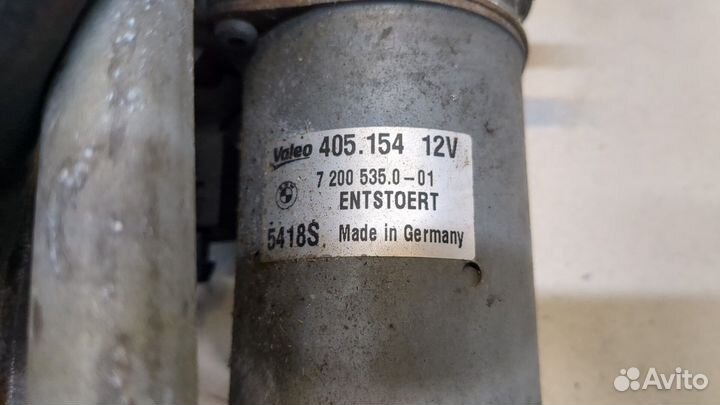 Valeo 405.154 12V
7 200 535.0-01
ENTSTOERT
5418S Made in Germany
Avito